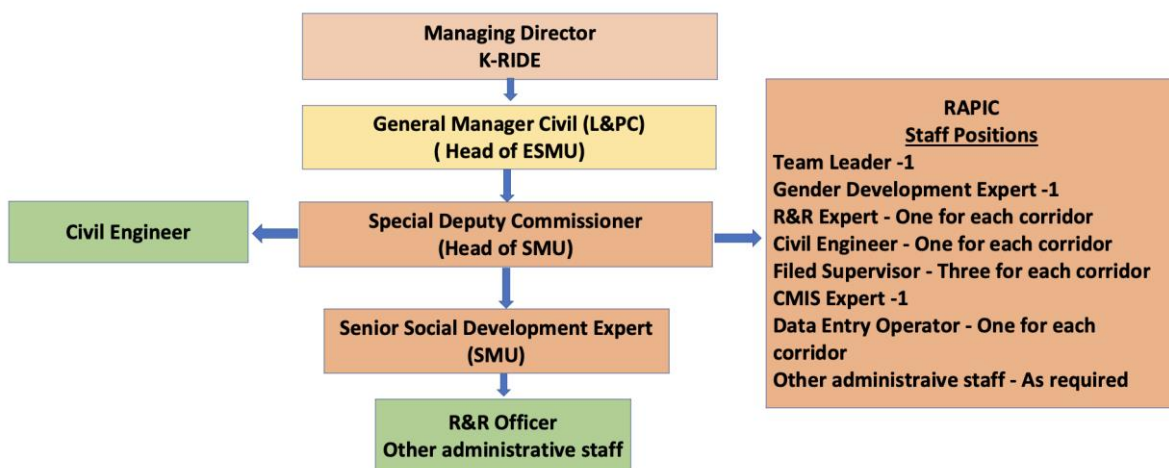 Managing Director
K-RIDE
General Manager Civil (L&PC)
( Head of ESMU)
Civil Engineer
Special Deputy Commissioner
(Head of SMU)
Senior Social Development Expert
(SMU)
R&R Officer
Other administrative staff
RAPIC
Staff Positions
Team Leader -1
Gender Development Expert -1
R&R Expert - One for each corridor
Civil Engineer - One for each corridor
Filed Supervisor - Three for each corridor
CMIS Expert -1
Data Entry Operator - One for each
corridor
Other administraive staff - As required